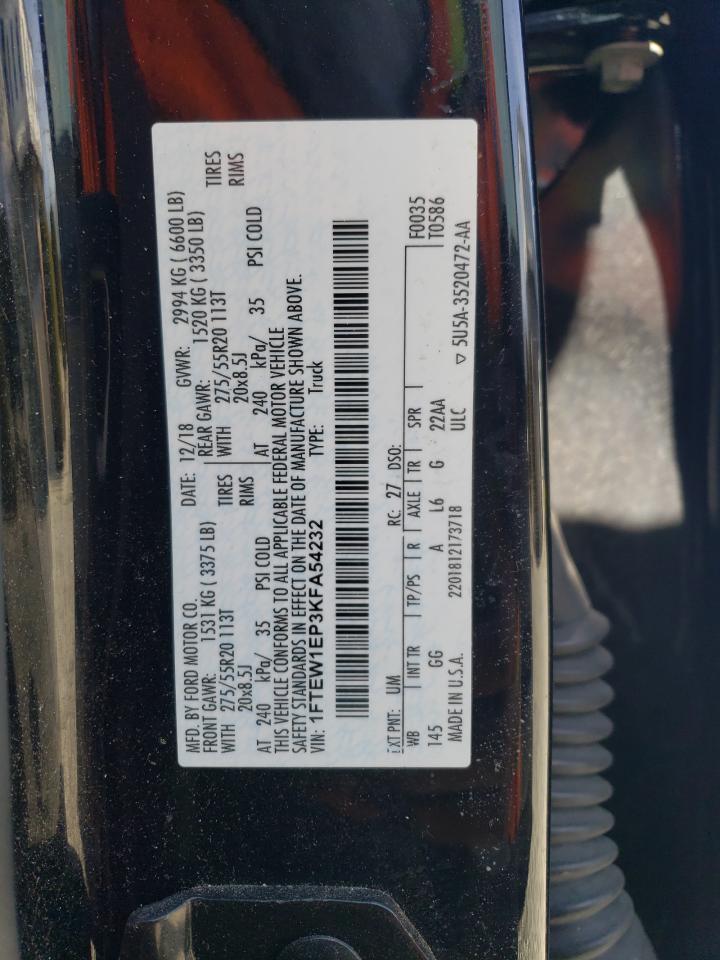 MFD. BY FORD MOTOR CO. DATE: 12/18 GVWR: 2994 KG ( 6600 LB)
FRONT GAWR: 1531 KG ( 3375 LB) REAR GAWR: 1520 KG ( 3350 LB)
WITH 275/55R20 113T TIRES WITH 275/55R20 113T TIRES
20x8.5J RIMS 20x8.5J RIMS
AT 240 kPa/ 35 PSI COLD AT 240 kPa/ 35 PSI COLD
THIS VEHICLE CONFORMS TO ALL APPLICABLE FEDERAL MOTOR VEHICLE
SAFETY STANDARDS IN EFFECT ON THE DATE OF MANUFACTURE SHOWN ABOVE.
VIN: 1FTEW1EP3KFA54232 TYPE: Truck
EXT PNT: UM RC: 27 DSO: F0035
WB INT TR TP/PS R AXLE TR SPR T0586
145 GG A L6 G 22AA
MADE IN U.S.A. 2201812173718 ULC ▽ 5U5A-3520472-AA